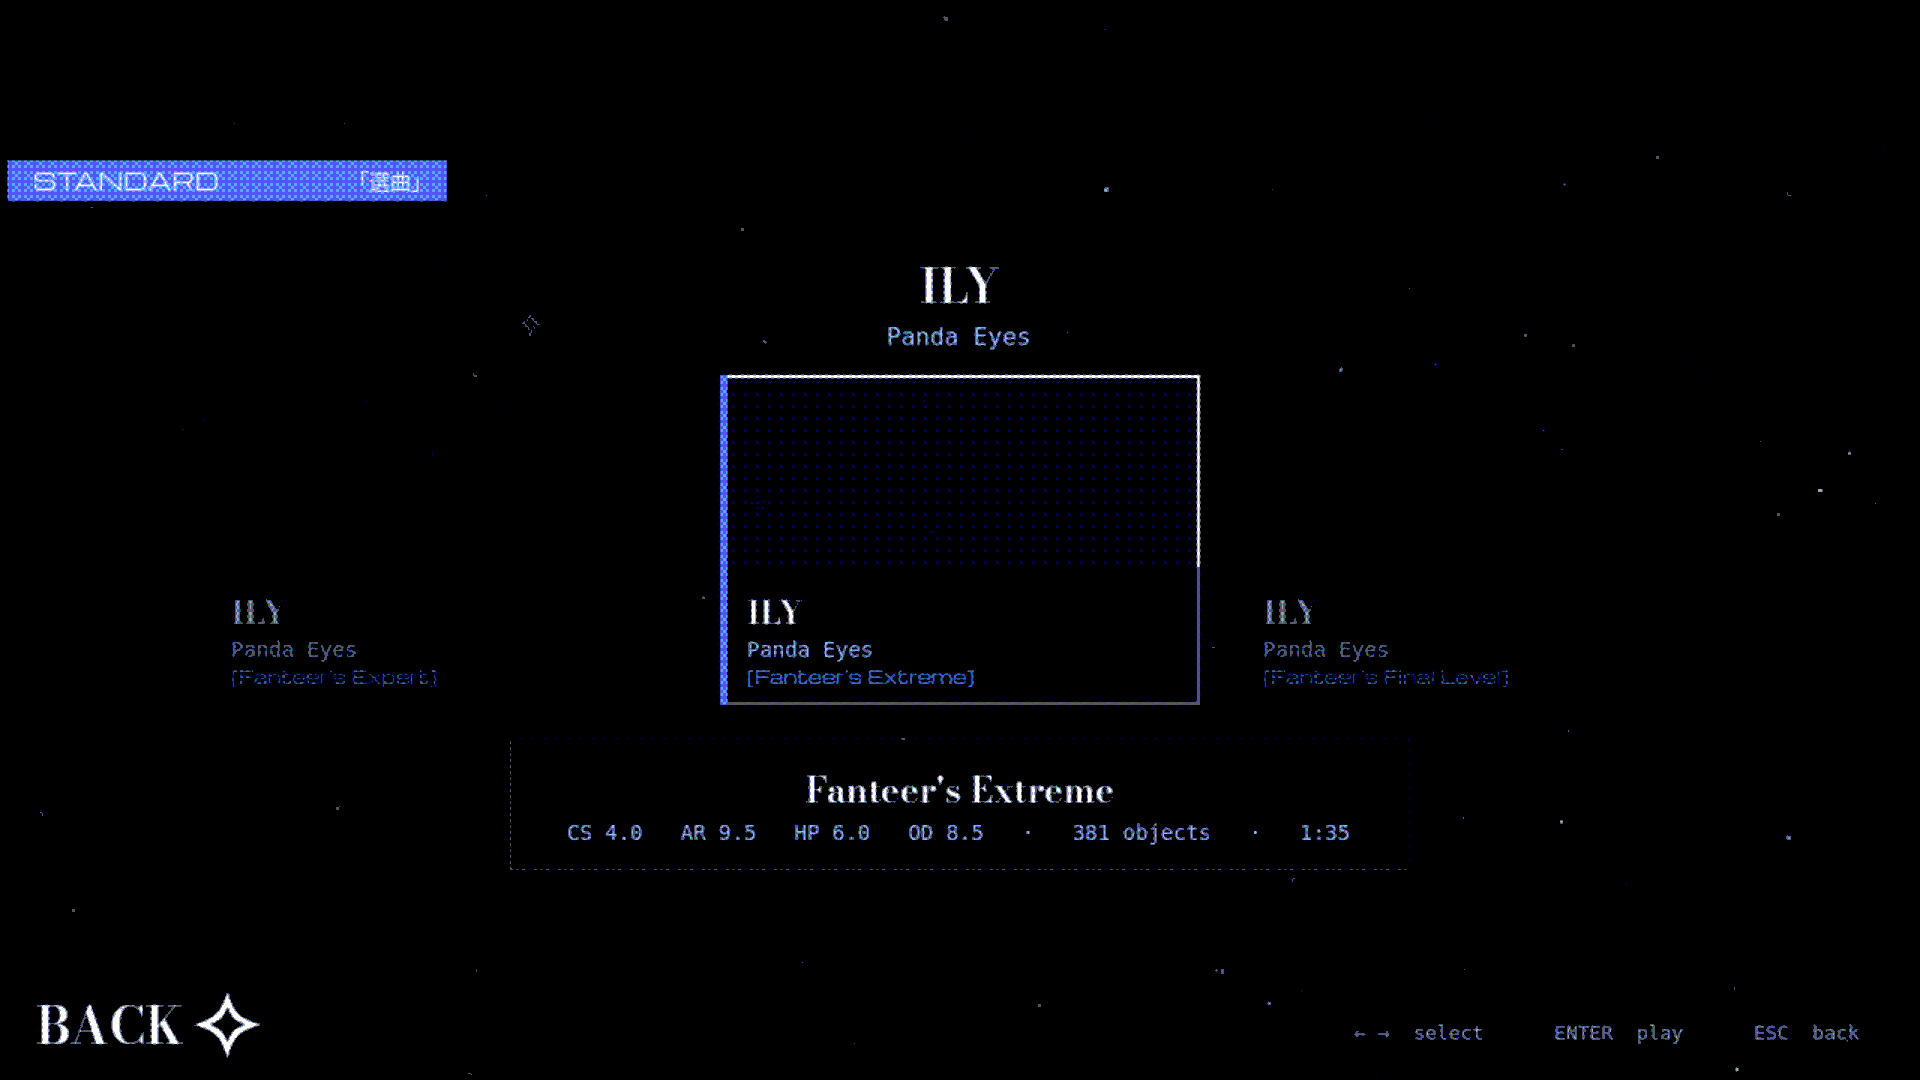 STANDARD 「選曲」
ILY
Panda Eyes
ILY
Panda Eyes
[Fanteer's Expert]
ILY
Panda Eyes
[Fanteer's Extreme]
ILY
Panda Eyes
[Fanteer's Final Level]
Fanteer's Extreme
CS 4.0 AR 9.5 HP 6.0 OD 8.5 · 381 objects · 1:35
BACK
← → select ENTER play ESC back